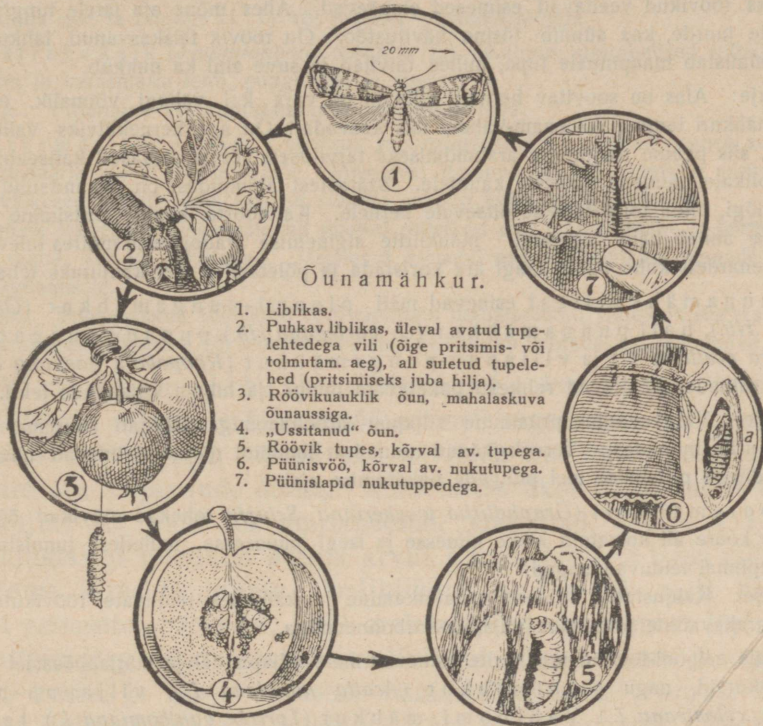 20 mm
1
2
7
Õunamähkur.
1. Liblikas.
2. Puhkav liblikas, üleval avatud tupe-
lehtedega vili (õige pritsimis- või
tolmutam. aeg), all suletud tupele-
hed (pritsimiseks juba hilja).
3. Röövikuauklik õun, mahalaskuva
õunaussiga.
4. „Ussitanud“ õun.
5. Röövik tupes, kõrval av. tupega.
6. Püünisvöö, kõrval av. nukutupega.
7. Püünislapid nukutuppedega.
a
3
6
4
5